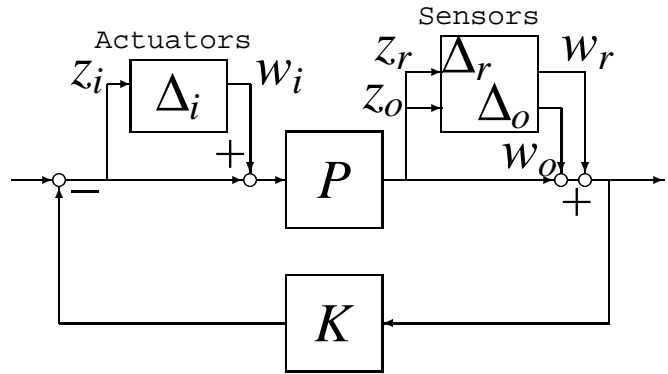 Sensors
Actuators
z_i
Δ_i
w_i
z_r
Δ_r
w_r
z_o
Δ_o
w_o
+
P
−
+
K